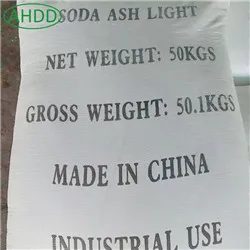 AHDD
SODA ASH LIGHT
NET WEIGHT: 50KGS
GROSS WEIGHT: 50.1KGS
MADE IN CHINA
INDUSTRIAL USE